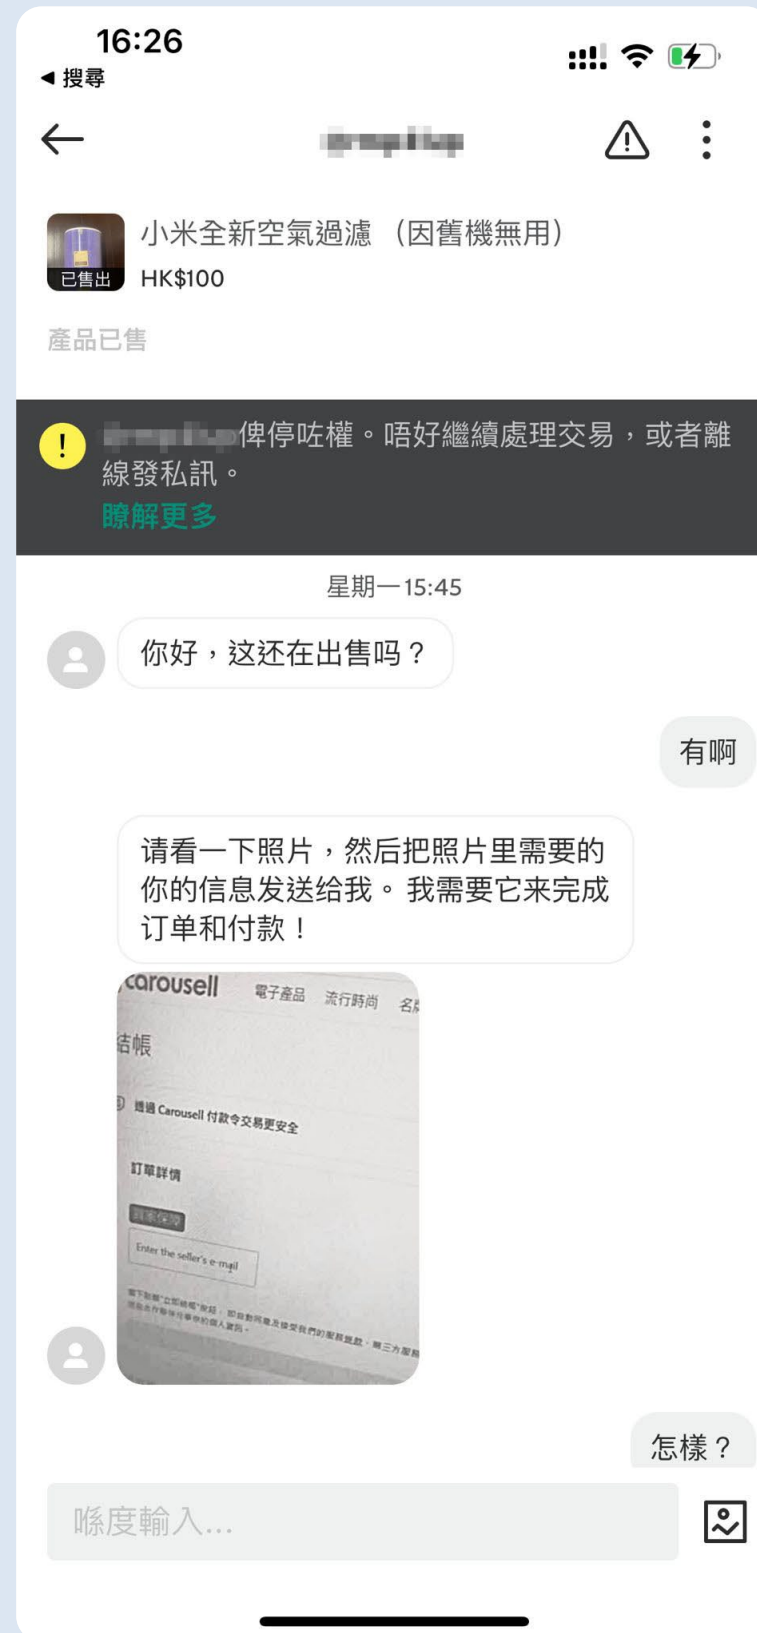 16:26
◀ 搜尋
小米全新空氣過濾 （因舊機無用）
已售出
HK$100
產品已售
俾停咗權。唔好繼續處理交易，或者離
線發私訊。
瞭解更多
星期一 15:45
你好，这还在出售吗？
有啊
请看一下照片，然后把照片里需要的
你的信息发送给我。 我需要它来完成
订单和付款！
carousell 電子產品 流行時尚 名
結帳
透過 Carousell 付款令交易更安全
訂單詳情
買家保障
Enter the seller's e-mail
怎樣？
喺度輸入...